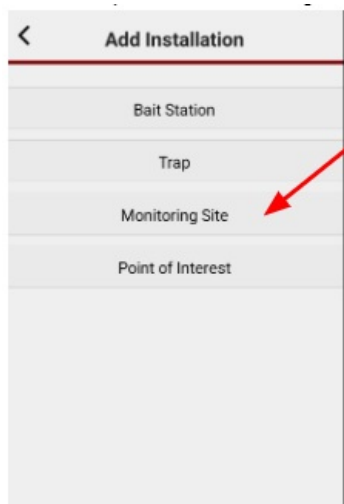 Add Installation
Bait Station
Trap
Monitoring Site
Point of Interest